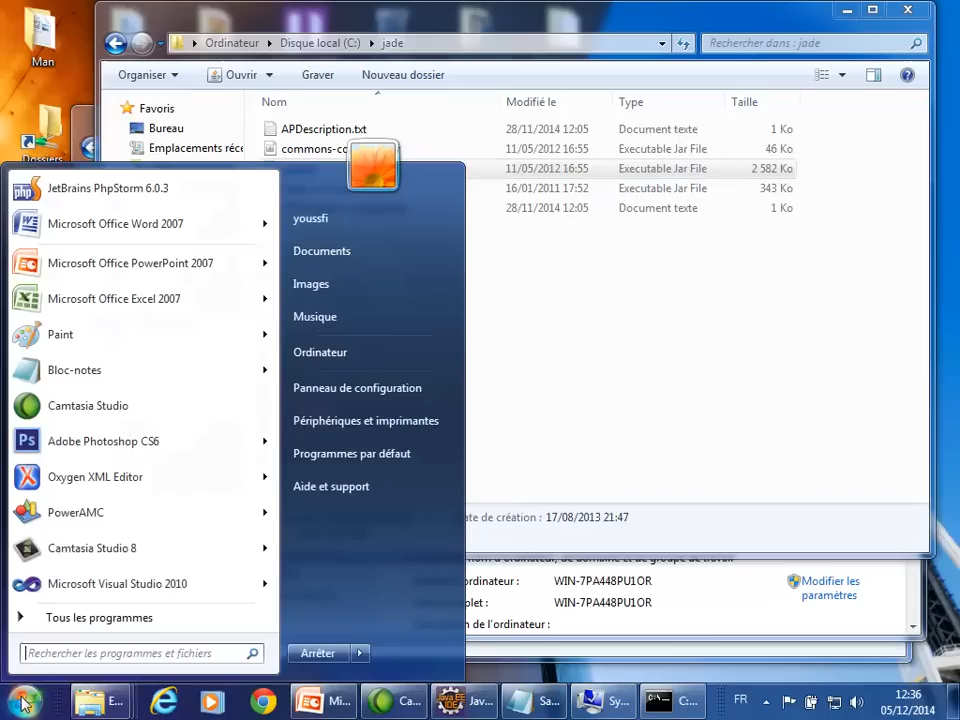 Man
Ordinateur
Disque local (C:)
jade
Rechercher dans : jade
Organiser
Ouvrir
Graver
Nouveau dossier
Favoris
Bureau
Emplacements réce
Nom
Modifié le
Type
Taille
APDescription.txt
28/11/2014 12:05
Document texte
1 Ko
commons-co
11/05/2012 16:55
Executable Jar File
46 Ko
11/05/2012 16:55
Executable Jar File
2 582 Ko
16/01/2011 17:52
Executable Jar File
343 Ko
28/11/2014 12:05
Document texte
1 Ko
Dossiers
JetBrains PhpStorm 6.0.3
Microsoft Office Word 2007
Microsoft Office PowerPoint 2007
Microsoft Office Excel 2007
Paint
Bloc-notes
Camtasia Studio
Adobe Photoshop CS6
Oxygen XML Editor
PowerAMC
Camtasia Studio 8
Microsoft Visual Studio 2010
Tous les programmes
Rechercher les programmes et fichiers
youssfi
Documents
Images
Musique
Ordinateur
Panneau de configuration
Périphériques et imprimantes
Programmes par défaut
Aide et support
Arrêter
ate de création : 17/08/2013 21:47
ordinateur :
WIN-7PA448PU1OR
plet :
WIN-7PA448PU1OR
n de l'ordinateur :
Modifier les
paramètres
E...
Mi...
Ca...
Jav...
Sa...
Sy...
C:...
FR
12:36
05/12/2014